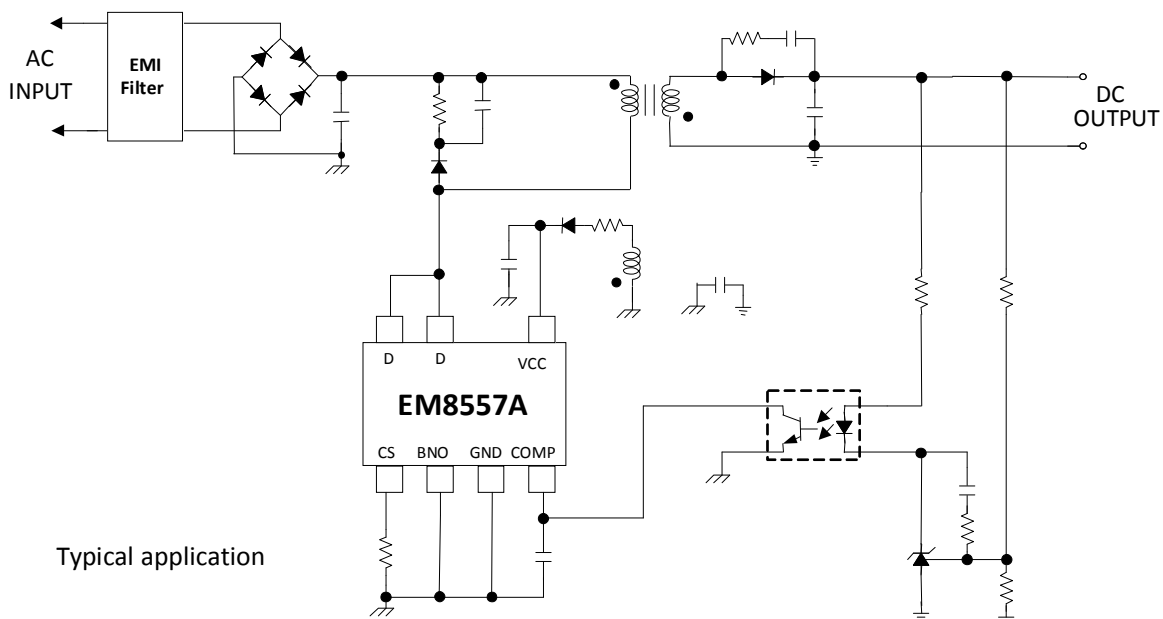 AC
INPUT
EMI
Filter
DC
OUTPUT
D D VCC
EM8557A
CS BNO GND COMP
Typical application